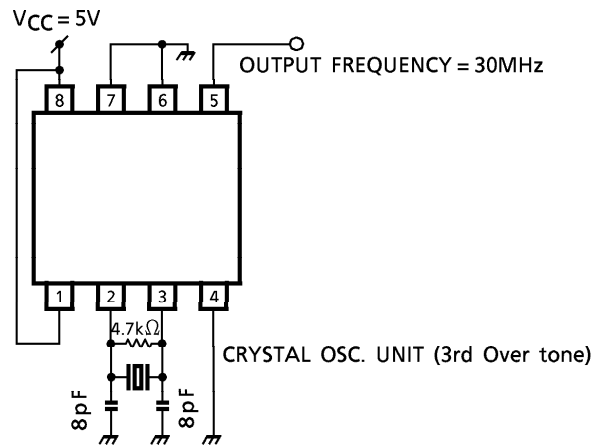 VCC = 5V
OUTPUT FREQUENCY = 30MHz
8 7 6 5
1 2 3 4
4.7kΩ
CRYSTAL OSC. UNIT (3rd Over tone)
8pF 8pF